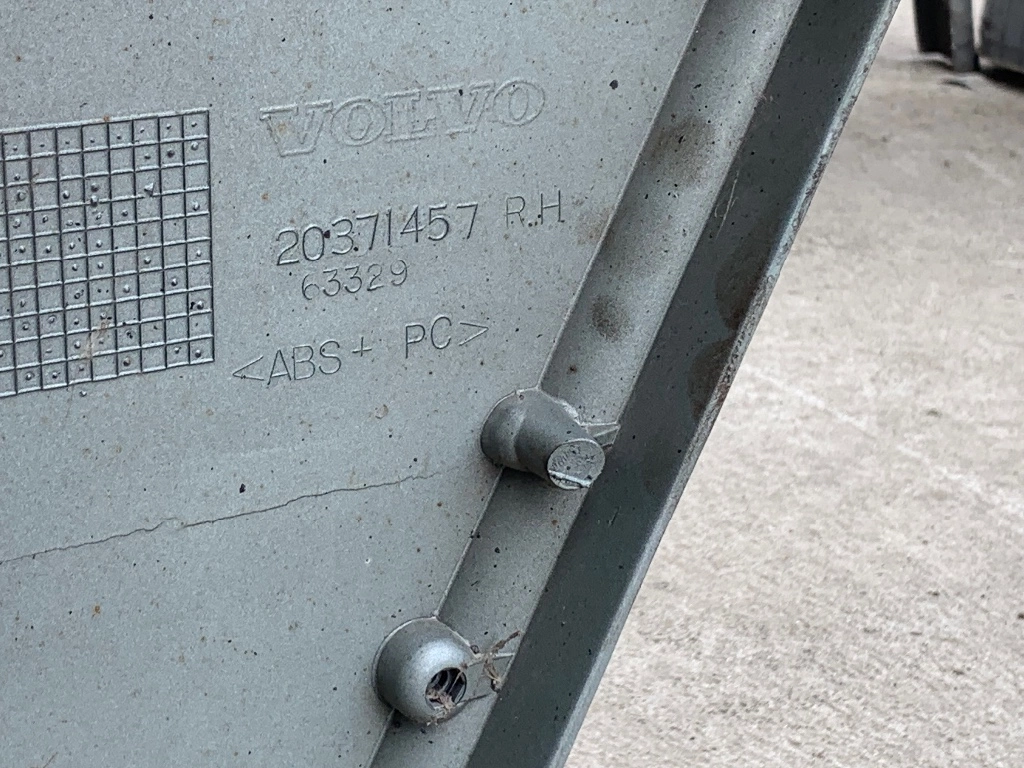 VOLVO
20371457 R.H
63329
<ABS+ PC>